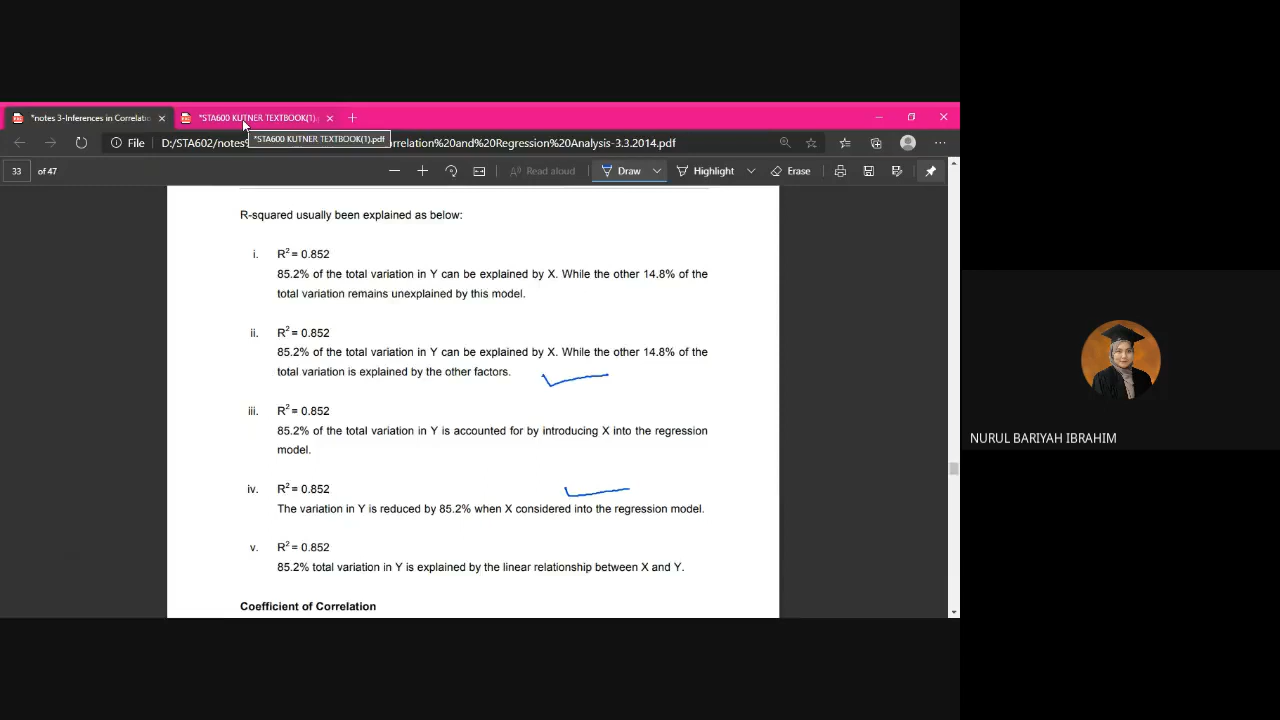 *notes 3-Inferences in Correlatio
*STA600 KUTNER TEXTBOOK(1).
File
D:/STA602/notes%
orrelation%20and%20Regression%20Analysis-3.3.2014.pdf
*STA600 KUTNER TEXTBOOK(1).pdf
33
of 47
Read aloud
Draw
Highlight
Erase
R-squared usually been explained as below:
i. R2 = 0.852
85.2% of the total variation in Y can be explained by X. While the other 14.8% of the
total variation remains unexplained by this model.
ii. R2 = 0.852
85.2% of the total variation in Y can be explained by X. While the other 14.8% of the
total variation is explained by the other factors.
iii. R2 = 0.852
85.2% of the total variation in Y is accounted for by introducing X into the regression
model.
iv. R2 = 0.852
The variation in Y is reduced by 85.2% when X considered into the regression model.
v. R2 = 0.852
85.2% total variation in Y is explained by the linear relationship between X and Y.
Coefficient of Correlation
NURUL BARIYAH IBRAHIM